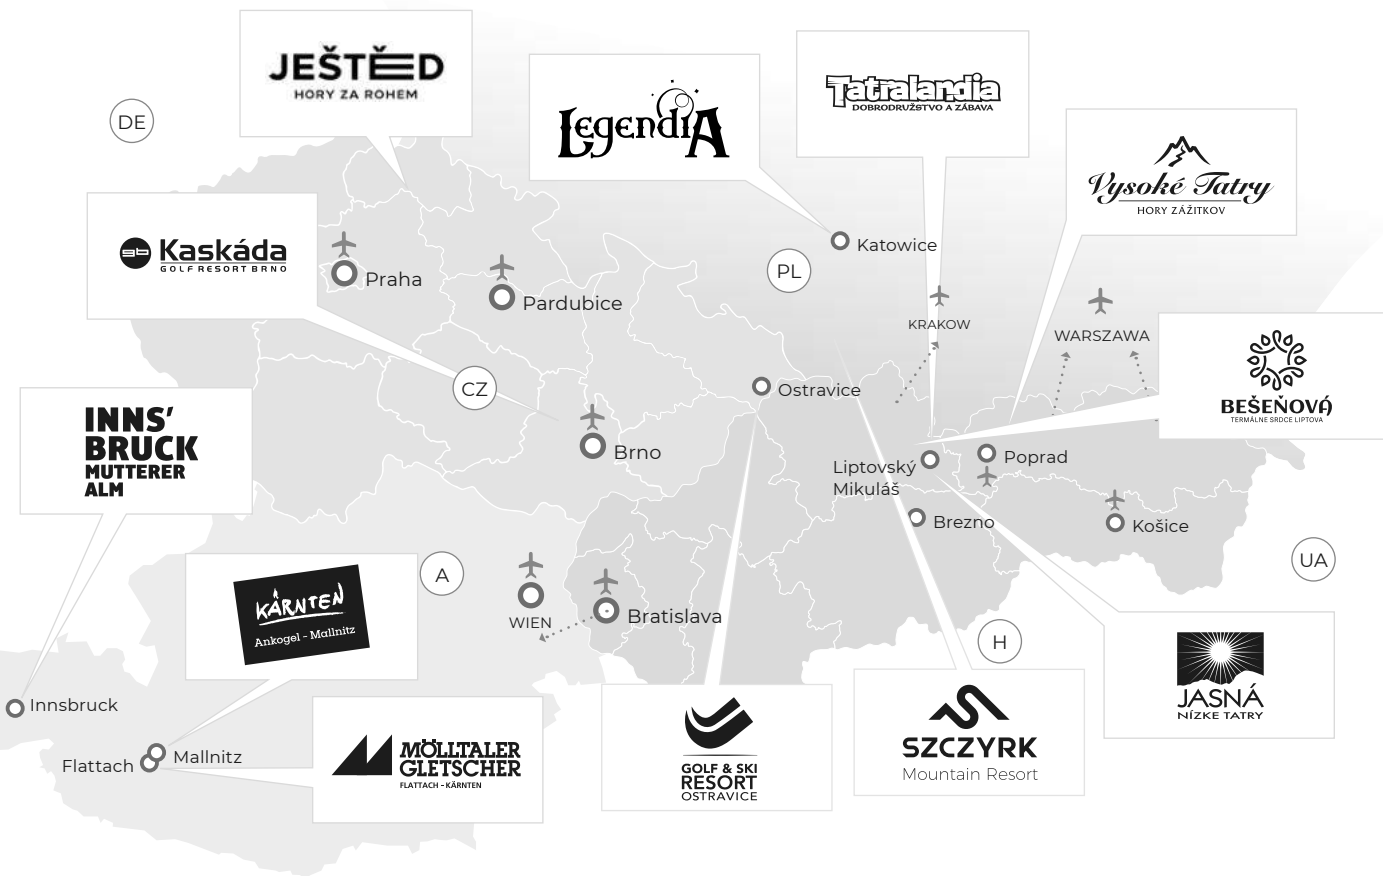 JEŠTĚD
HORY ZA ROHEM
LegendiA
Tatralandia
DOBRODRUŽSTVO A ZÁBAVA
DE
Vysoké Tatry
HORY ZÁŽITKOV
sb Kaskáda
GOLF RESORT BRNO
Praha
Pardubice
PL
Katowice
KRAKOW
WARSZAWA
BEŠEŇOVÁ
TERMÁLNE SRDCE LIPTOVA
CZ
Ostravice
INNS’
BRUCK
MUTTERER
ALM
Brno
Liptovský
Mikuláš
Poprad
Brezno
Košice
UA
A
KÄRNTEN
Ankogel - Mallnitz
WIEN
Bratislava
H
JASNÁ
NÍZKE TATRY
Innsbruck
Mallnitz
Flattach
MÖLLTALER
GLETSCHER
FLATTACH – KÄRNTEN
GOLF & SKI
RESORT
OSTRAVICE
SZCZYRK
Mountain Resort